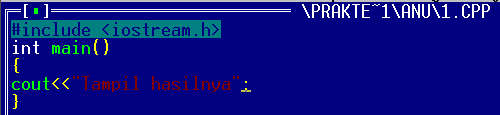 [■] \PRAKTE~1\ANU\1.CPP
#include <iostream.h>
int main()
{
cout<<"Tampil hasilnya";
}